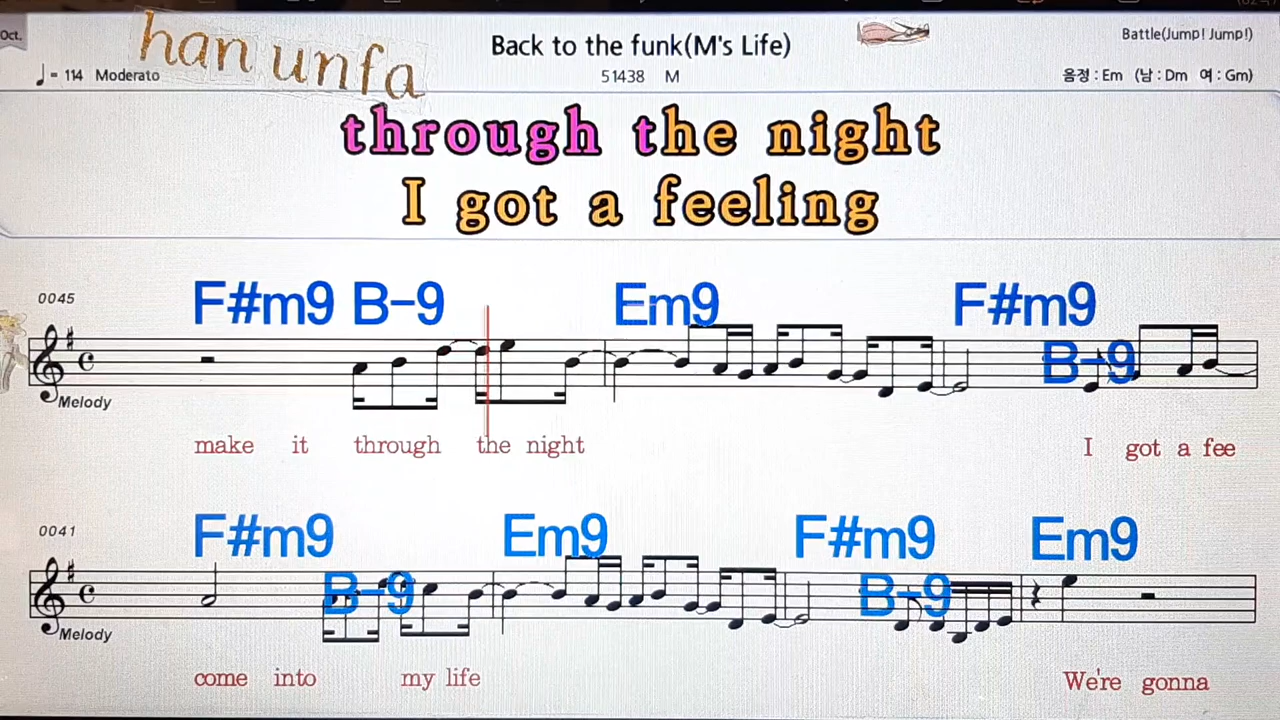 Oct.
han unfa
Back to the funk(M's Life)
Battle(Jump! Jump!)
♩= 114 Moderato
51438 M
음정 : Em (남 : Dm 여 : Gm)
through the night
I got a feeling
0045
F#m9 B-9 Em9 F#m9 B-9
Melody
make it through the night I got a fee
0041
F#m9 B-9 Em9 F#m9 B-9 Em9
Melody
come into my life We're gonna